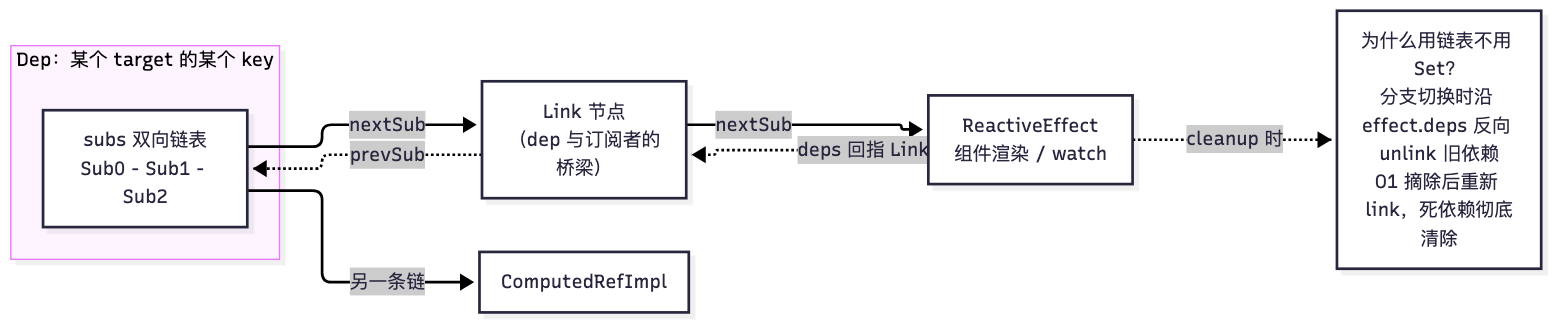 Dep：某个 target 的某个 key
subs 双向链表
Sub0 - Sub1 -
Sub2
nextSub
prevSub
另一条链
Link 节点
（dep 与订阅者的
桥梁）
ComputedRefImpl
nextSub
deps 回指 Link
ReactiveEffect
组件渲染 / watch
cleanup 时
为什么用链表不用
Set？
分支切换时沿
effect.deps 反向
unlink 旧依赖
O1 摘除后重新
link，死依赖彻底
清除